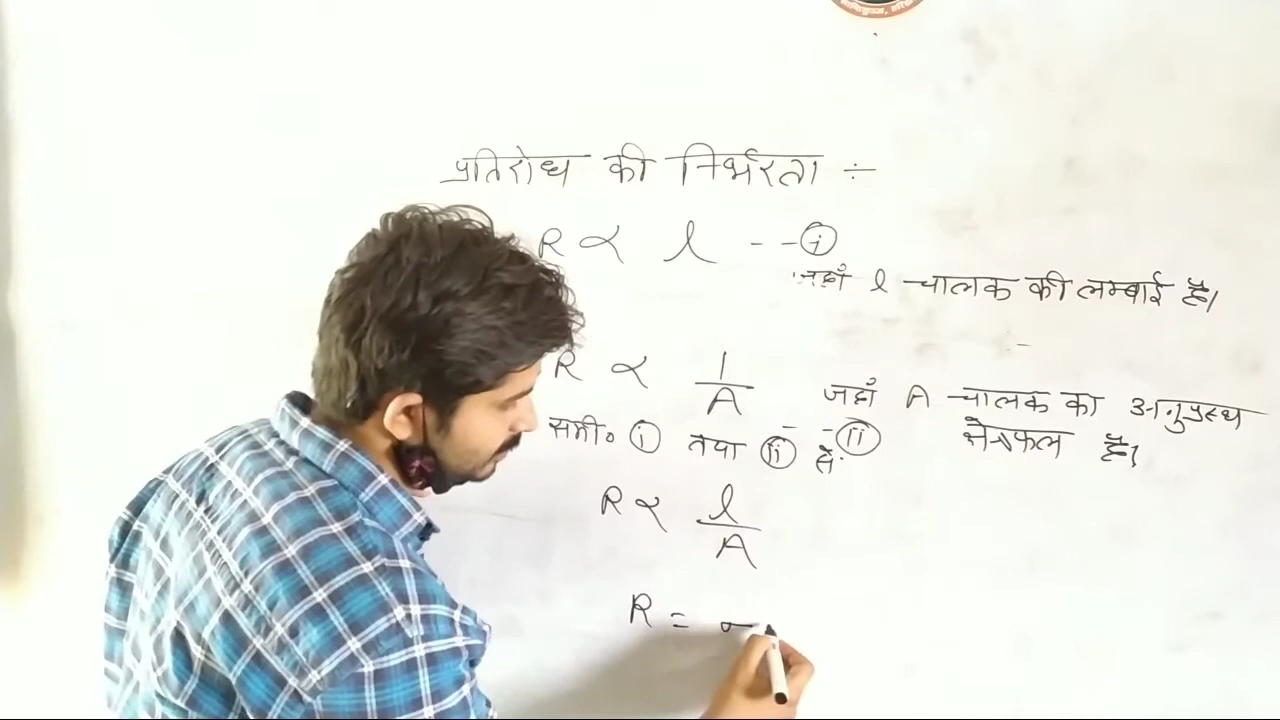 प्रतिरोध की निर्भरता ÷
R ∝ l --(i)
जहाँ l चालक की लम्बाई है।
R ∝ 1/A --(ii) जहाँ A चालक का अनुप्रस्थ
क्षेत्रफल है।
समी० (i) तथा (ii) से
R ∝ l/A
R =